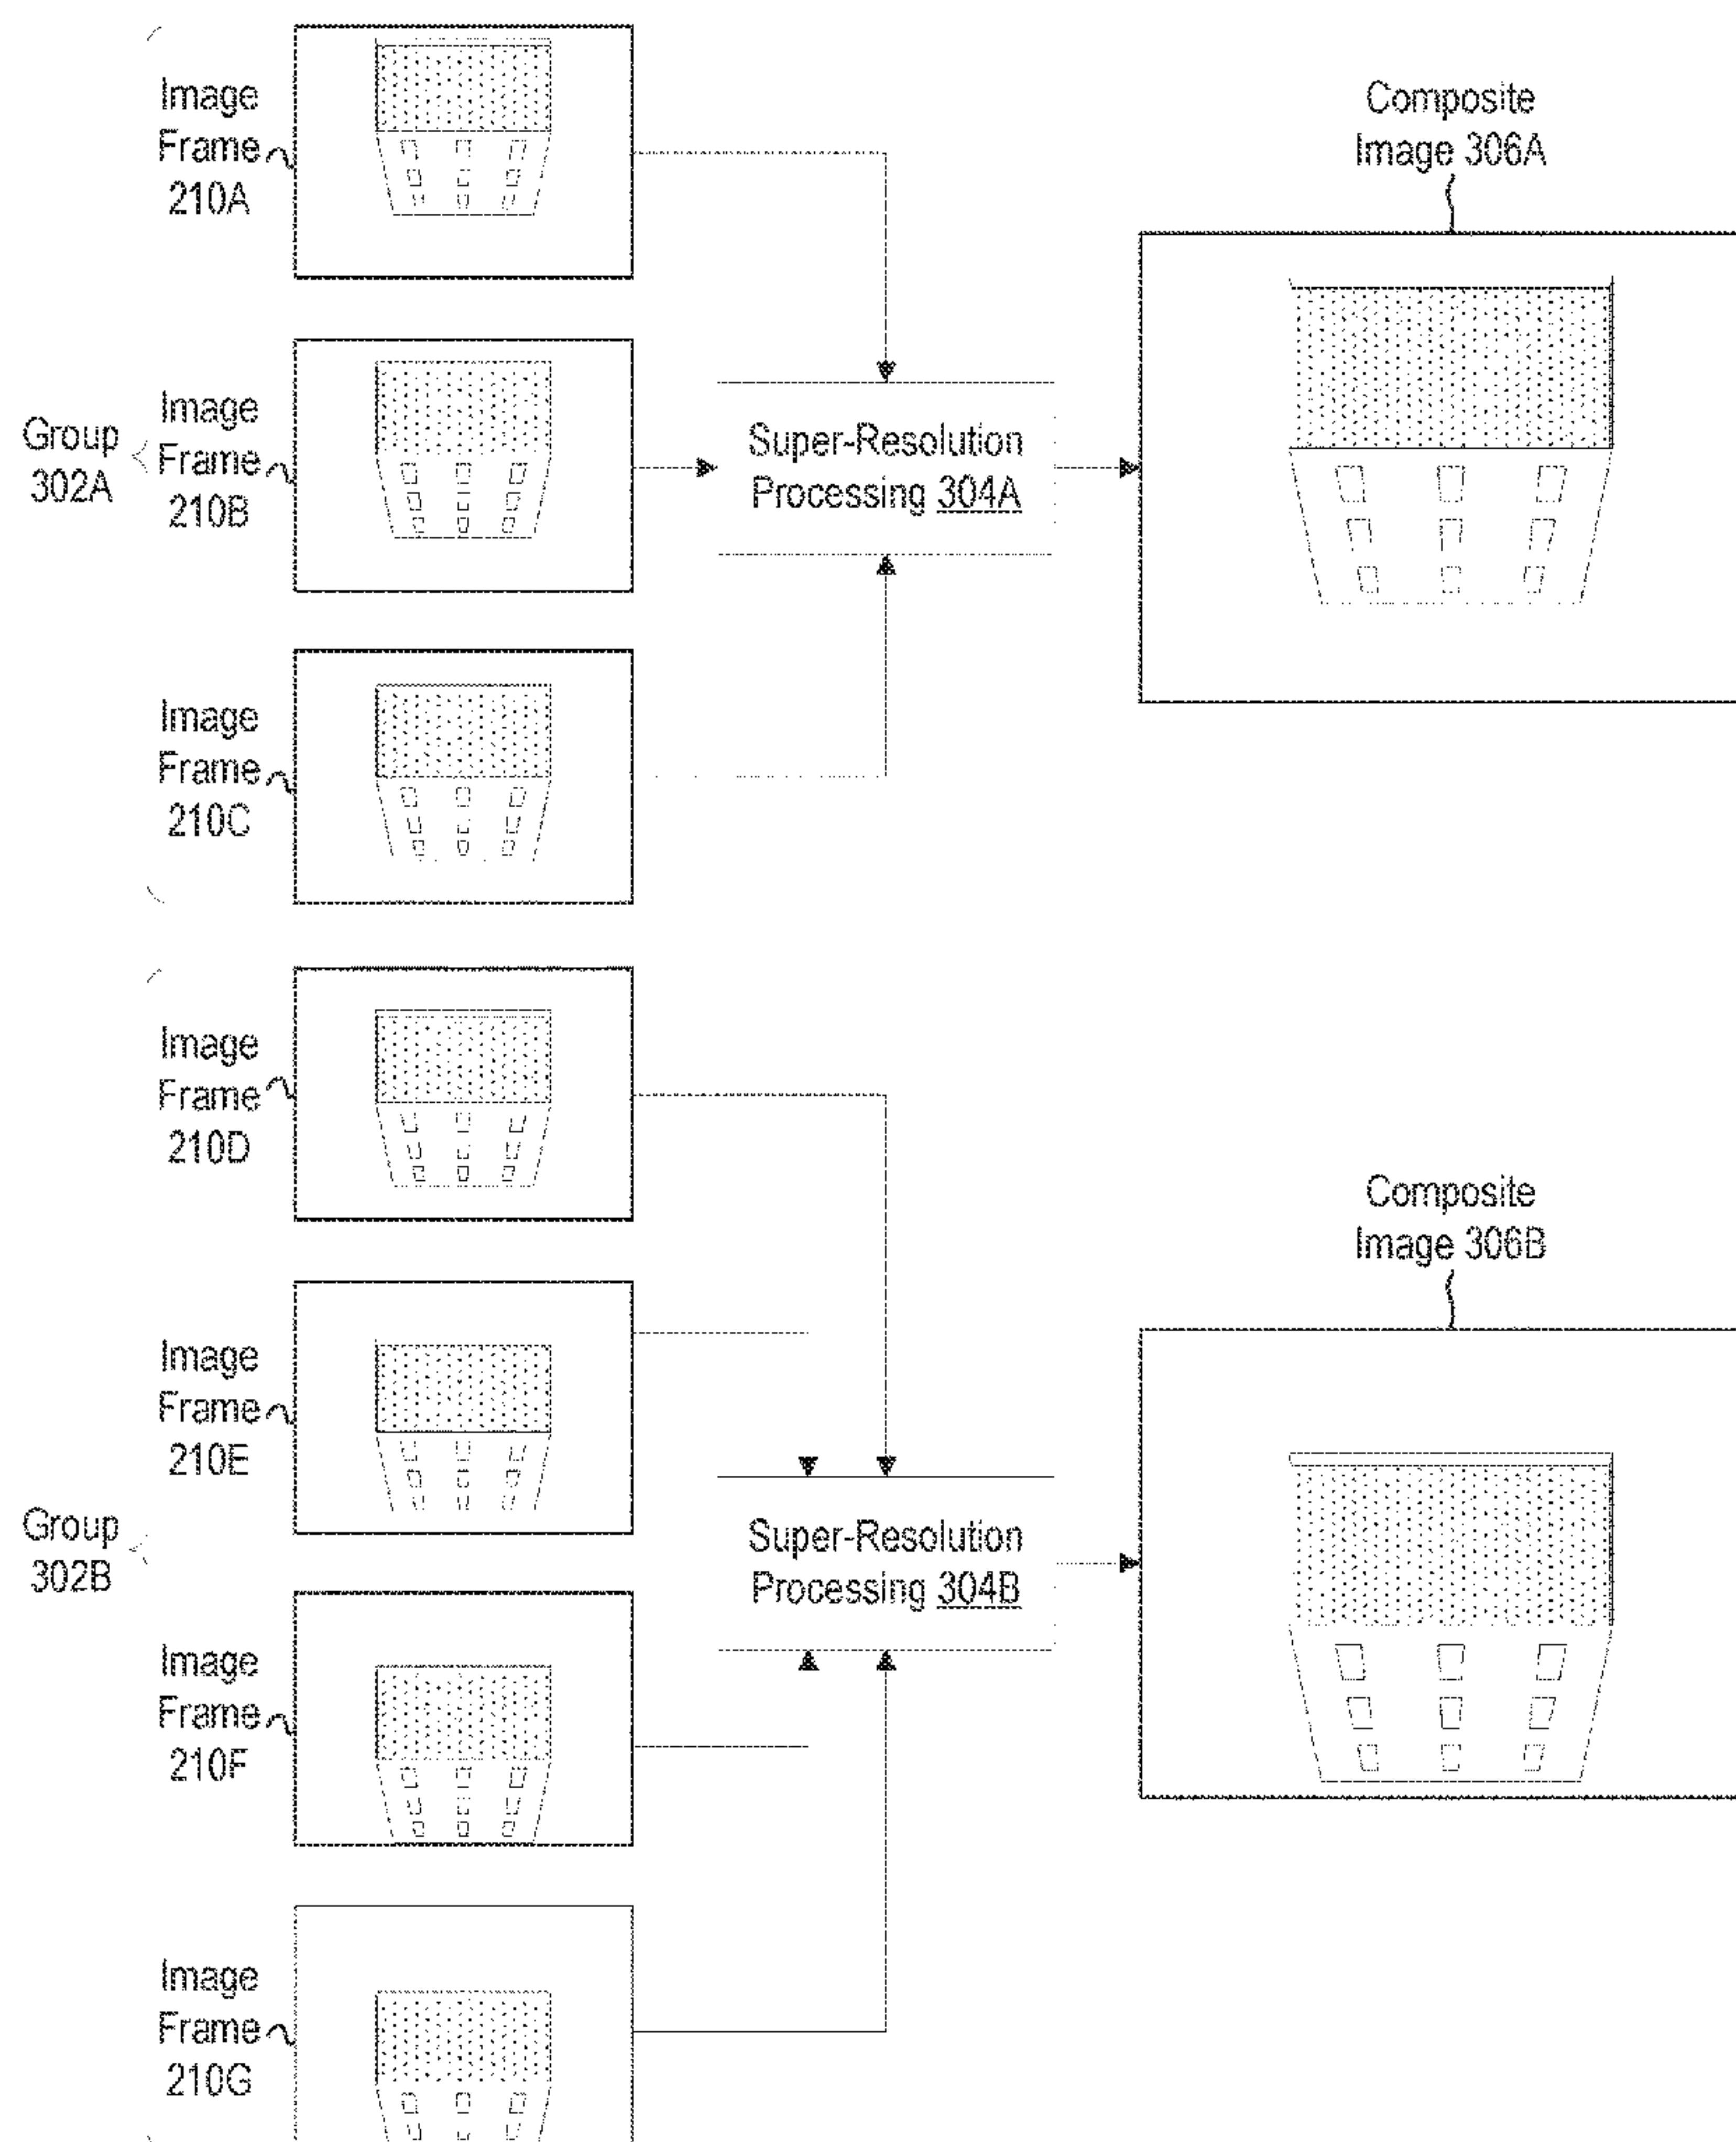 Image
Frame
210A
Composite
Image 306A
Group
302A
Image
Frame
210B
Super-Resolution
Processing 304A
Image
Frame
210C
Image
Frame
210D
Composite
Image 306B
Image
Frame
210E
Group
302B
Super-Resolution
Processing 304B
Image
Frame
210F
Image
Frame
210G